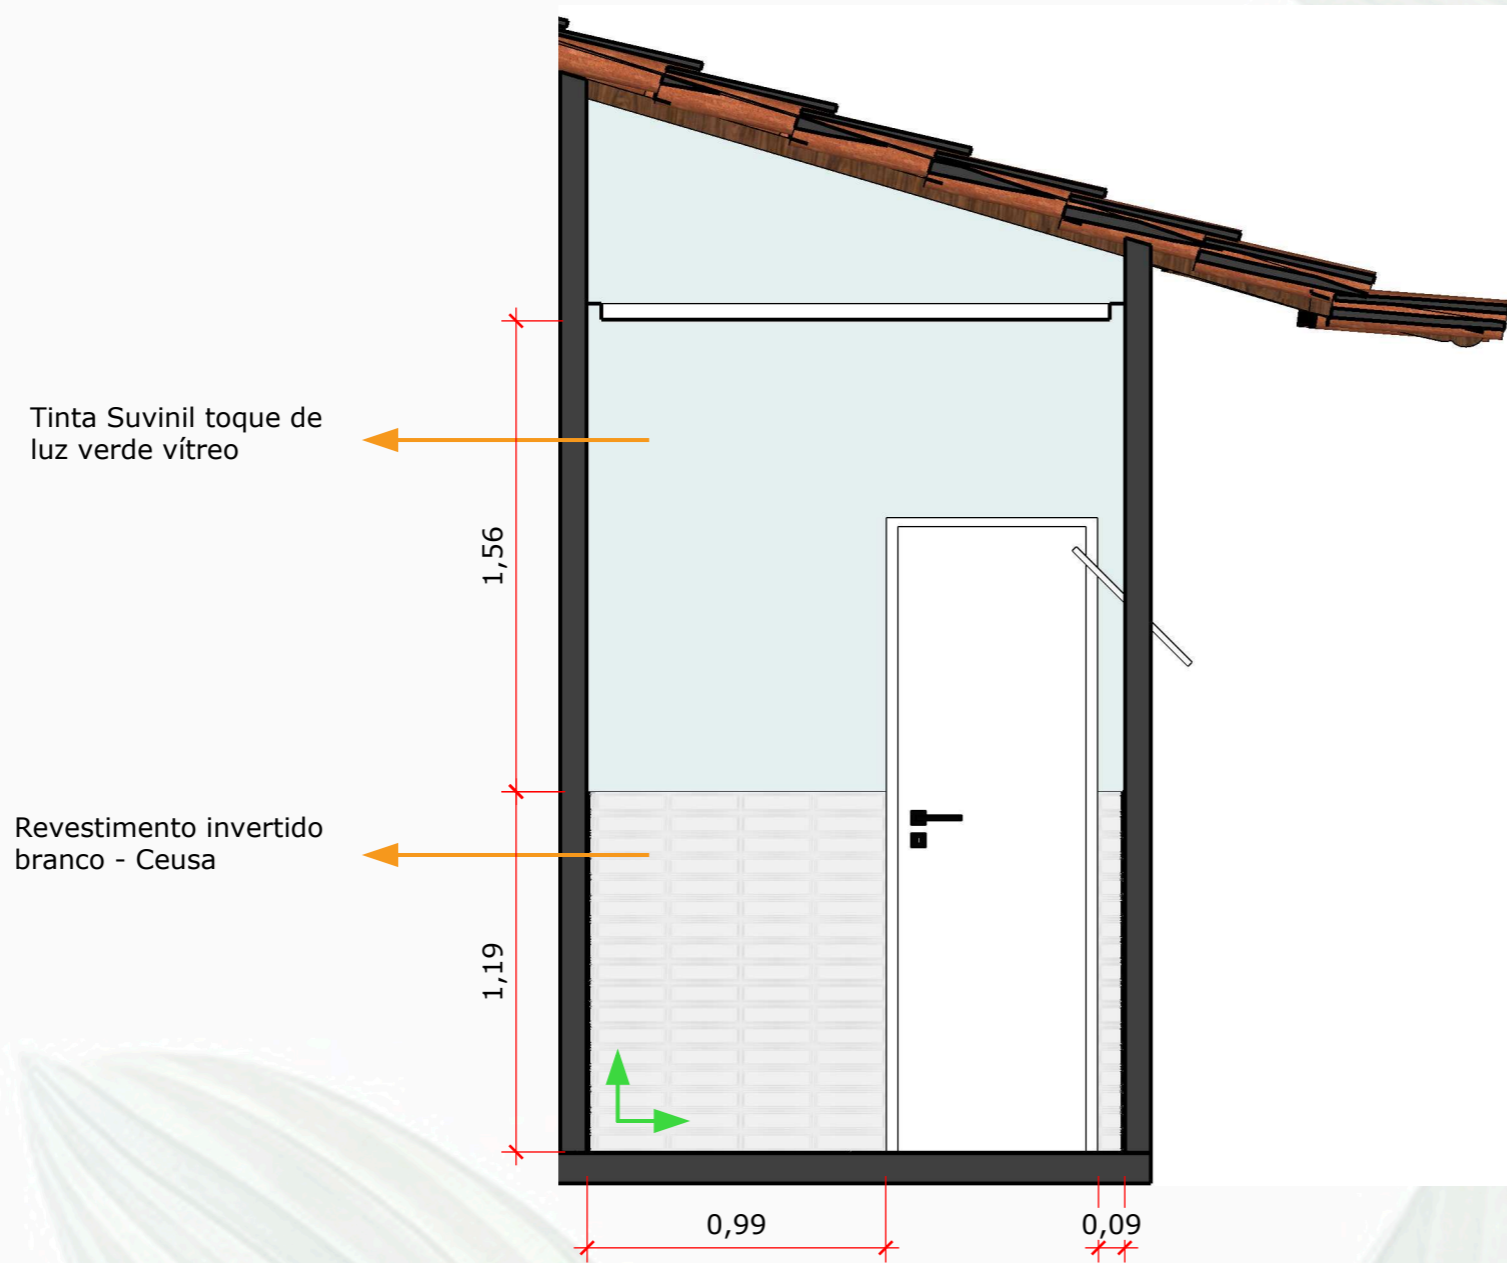 Tinta Suvinil toque de
luz verde vítreo
1,56
Revestimento invertido
branco - Ceusa
1,19
0,99
0,09